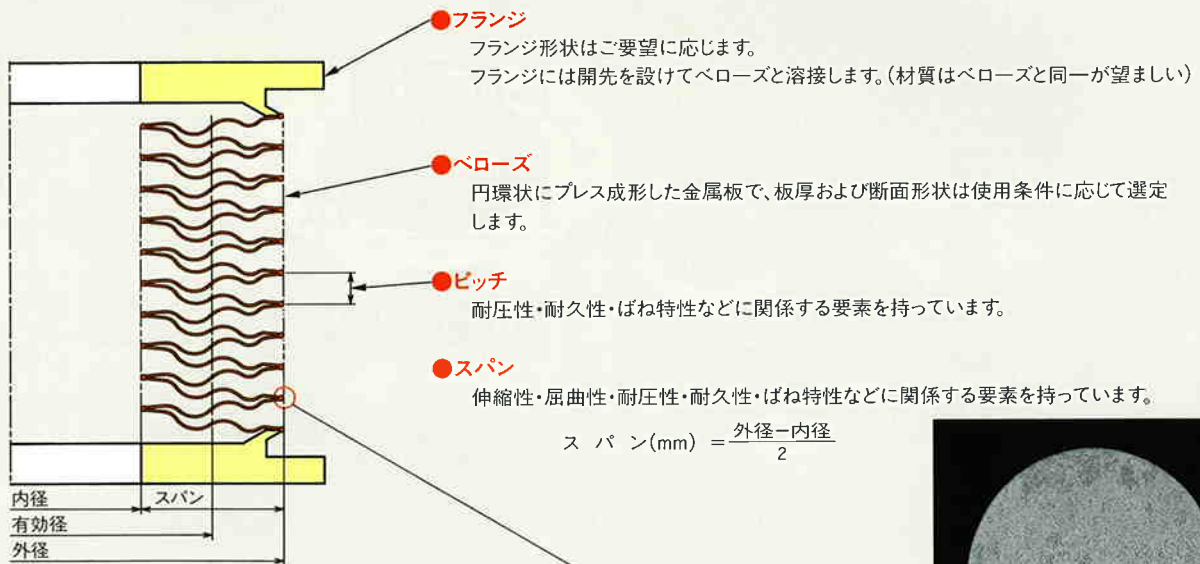 ●フランジ
フランジ形状はご要望に応じます。
フランジには開先を設けてベローズと溶接します。(材質はベローズと同一が望ましい)
●ベローズ
円環状にプレス成形した金属板で、板厚および断面形状は使用条件に応じて選定
します。
●ピッチ
耐圧性・耐久性・ばね特性などに関係する要素を持っています。
●スパン
伸縮性・屈曲性・耐圧性・耐久性・ばね特性などに関係する要素を持っています。
スパン(mm) = 外径−内径
2
内径
スパン
有効径
外径